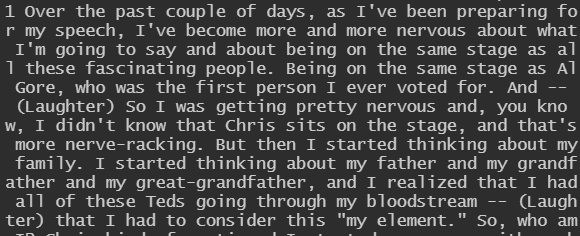 1 Over the past couple of days, as I've been preparing fo
r my speech, I've become more and more nervous about what
I'm going to say and about being on the same stage as al
l these fascinating people. Being on the same stage as Al
Gore, who was the first person I ever voted for. And --
(Laughter) So I was getting pretty nervous and, you kno
w, I didn't know that Chris sits on the stage, and that's
more nerve-racking. But then I started thinking about my
family. I started thinking about my father and my grandf
ather and my great-grandfather, and I realized that I had
all of these Teds going through my bloodstream -- (Laugh
ter) that I had to consider this "my element." So, who am